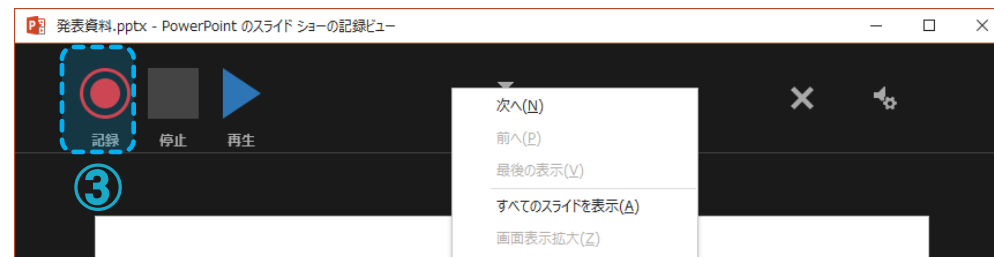 発表資料.pptx - PowerPoint のスライド ショーの記録ビュー
記録 停止 再生
③
次へ(N)
前へ(P)
最後の表示(V)
すべてのスライドを表示(A)
画面表示拡大(Z)